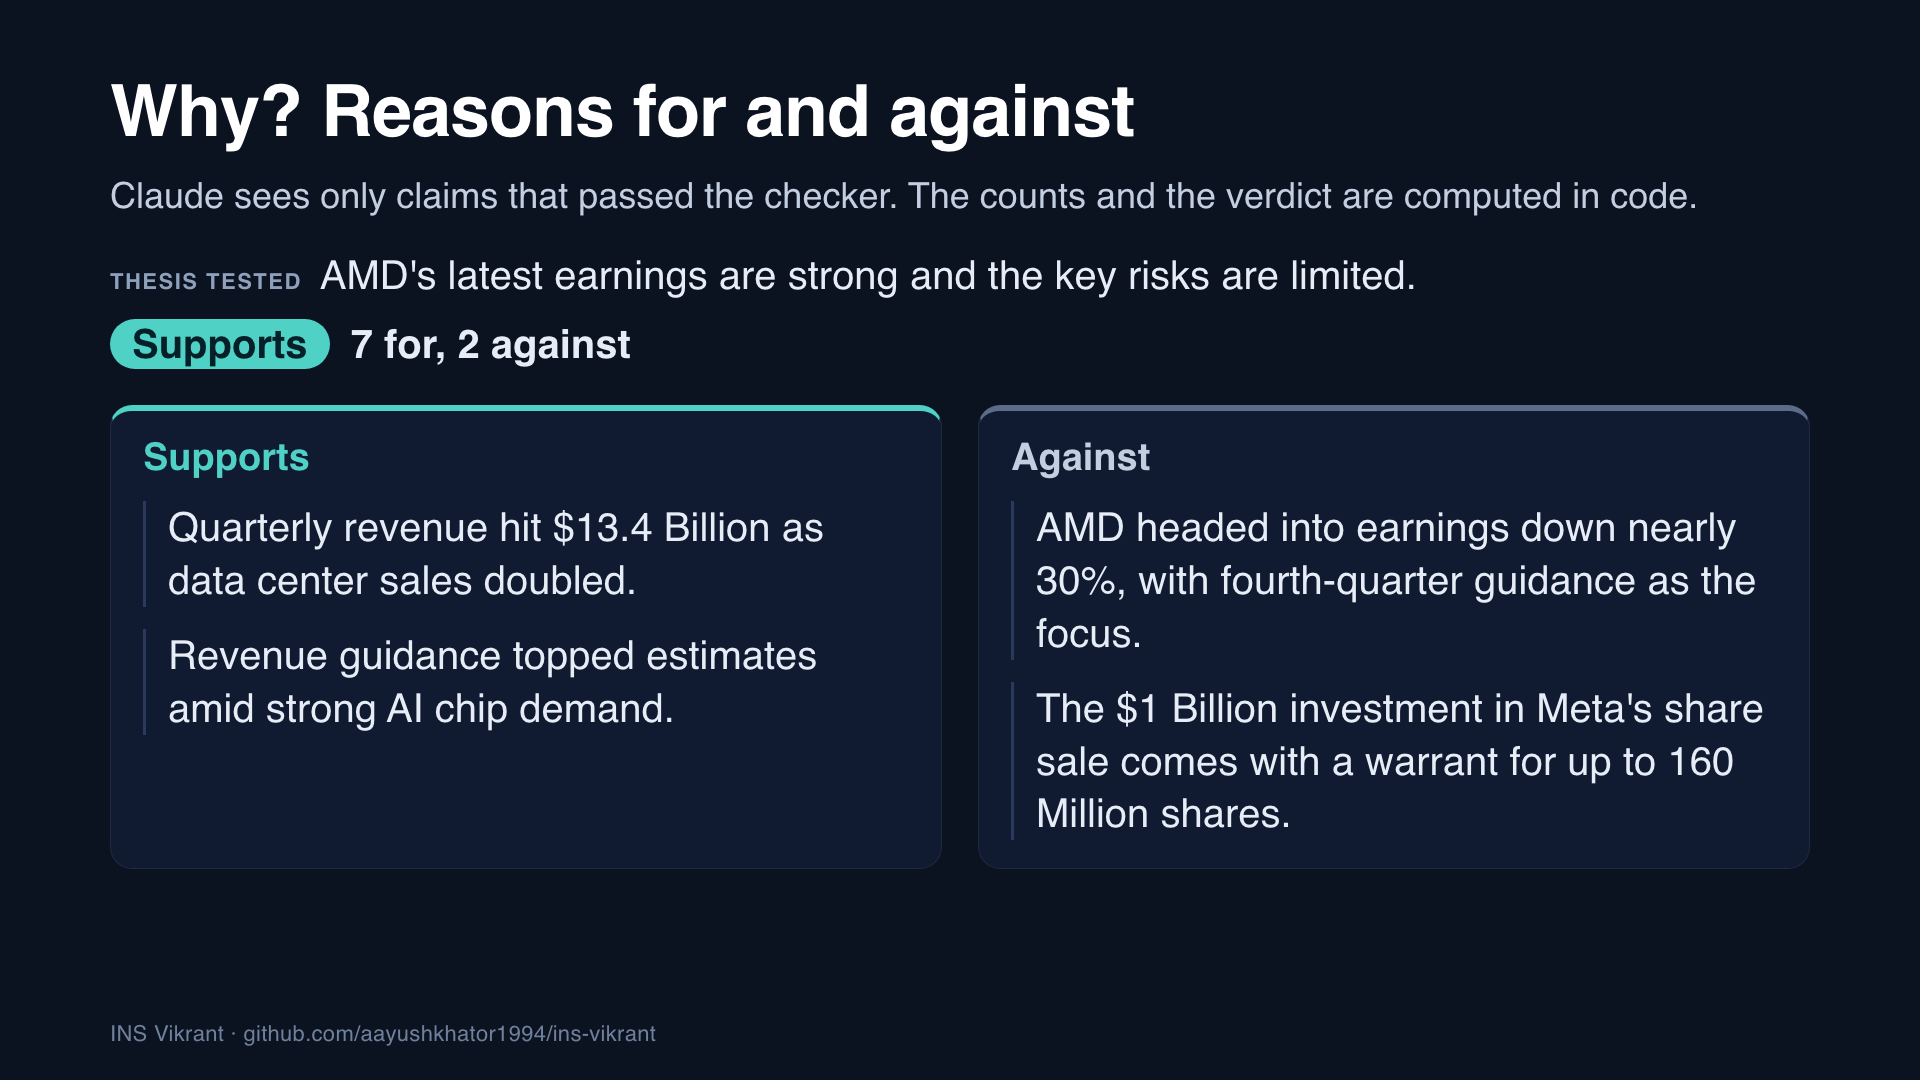 Why? Reasons for and against
Claude sees only claims that passed the checker. The counts and the verdict are computed in code.
THESIS TESTED AMD's latest earnings are strong and the key risks are limited.
Supports 7 for, 2 against
Supports
Quarterly revenue hit $13.4 Billion as
data center sales doubled.
Revenue guidance topped estimates
amid strong AI chip demand.
Against
AMD headed into earnings down nearly
30%, with fourth-quarter guidance as the
focus.
The $1 Billion investment in Meta's share
sale comes with a warrant for up to 160
Million shares.
INS Vikrant · github.com/aayushkhator1994/ins-vikrant